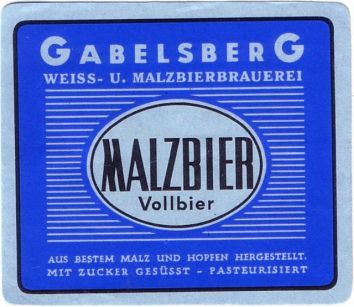 GABELSBERG
WEISS- U. MALZBIERBRAUEREI
MALZBIER
Vollbier
AUS BESTEM MALZ UND HOPFEN HERGESTELLT.
MIT ZUCKER GESÜSST - PASTEURISIERT